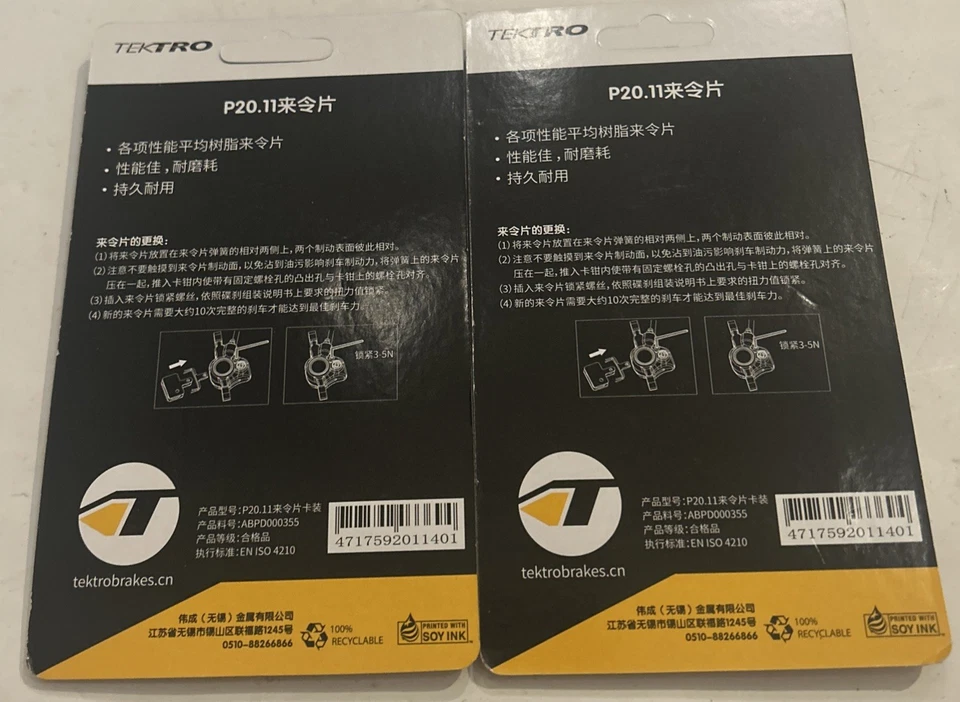 TEKTRO
P20.11来令片
• 各项性能平均树脂来令片
• 性能佳，耐磨耗
• 持久耐用
来令片的更换：
(1) 将来令片放置在来令片弹簧的相对两侧上，两个制动表面彼此相对。
(2) 注意不要触摸到来令片制动面，以免沾到油污影响刹车制动力，将弹簧上的来令片
压在一起，推入卡钳内使带有固定螺栓孔的凸出孔与卡钳上的螺栓孔对齐。
(3) 插入来令片锁紧螺丝，依照碟刹组装说明书上要求的扭力值锁紧。
(4) 新的来令片需要大约10次完整的刹车才能达到最佳刹车力。
锁紧3-5N
产品型号：P20.11来令片卡装
产品料号：ABPD000355
产品等级：合格品
执行标准：EN ISO 4210
4717592011401
tektrobrakes.cn
伟成（无锡）金属有限公司
江苏省无锡市锡山区联福路1245号
0510-88266866
100%
RECYCLABLE
PRINTED WITH
SOY INK
TEKTRO
P20.11来令片
• 各项性能平均树脂来令片
• 性能佳，耐磨耗
• 持久耐用
来令片的更换：
(1) 将来令片放置在来令片弹簧的相对两侧上，两个制动表面彼此相对。
(2) 注意不要触摸到来令片制动面，以免沾到油污影响刹车制动力，将弹簧上的来令片
压在一起，推入卡钳内使带有固定螺栓孔的凸出孔与卡钳上的螺栓孔对齐。
(3) 插入来令片锁紧螺丝，依照碟刹组装说明书上要求的扭力值锁紧。
(4) 新的来令片需要大约10次完整的刹车才能达到最佳刹车力。
锁紧3-5N
产品型号：P20.11来令片卡装
产品料号：ABPD000355
产品等级：合格品
执行标准：EN ISO 4210
4717592011401
tektrobrakes.cn
伟成（无锡）金属有限公司
江苏省无锡市锡山区联福路1245号
0510-88266866
100%
RECYCLABLE
PRINTED WITH
SOY INK